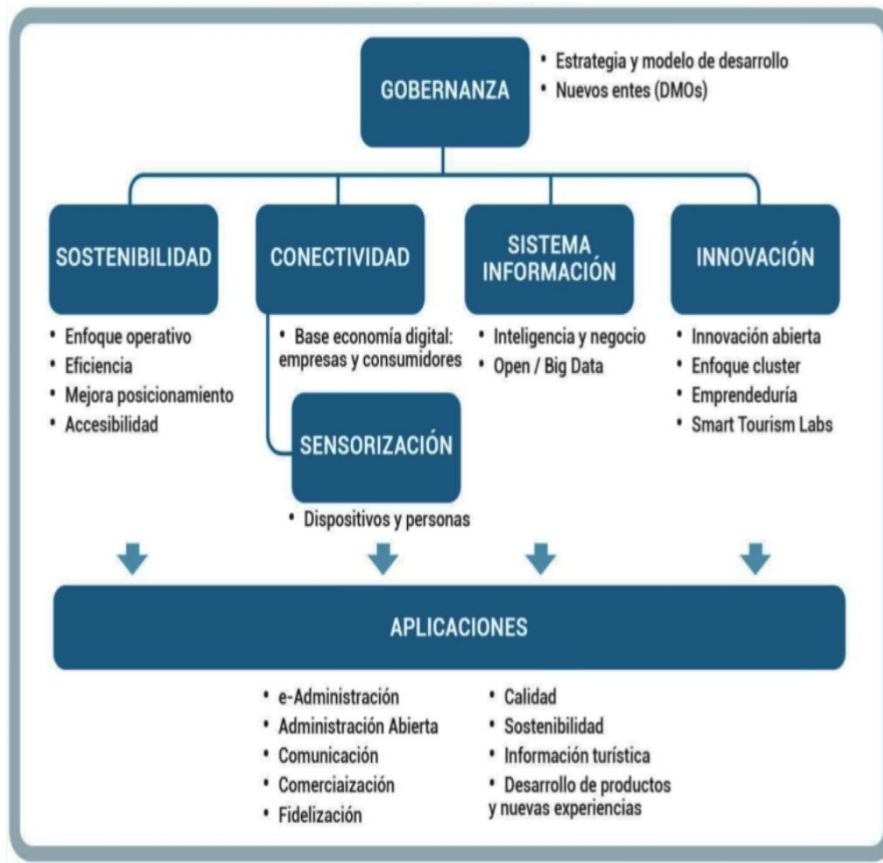 GOBERNANZA
• Estrategia y modelo de desarrollo
• Nuevos entes (DMOs)
SOSTENIBILIDAD
• Enfoque operativo
• Eficiencia
• Mejora posicionamiento
• Accesibilidad
CONECTIVIDAD
• Base economía digital:
empresas y consumidores
SENSORIZACIÓN
• Dispositivos y personas
SISTEMA
INFORMACIÓN
• Inteligencia y negocio
• Open / Big Data
INNOVACIÓN
• Innovación abierta
• Enfoque cluster
• Emprendeduría
• Smart Tourism Labs
APLICACIONES
• e-Administración
• Administración Abierta
• Comunicación
• Comerciaización
• Fidelización
• Calidad
• Sostenibilidad
• Información turística
• Desarrollo de productos
y nuevas experiencias